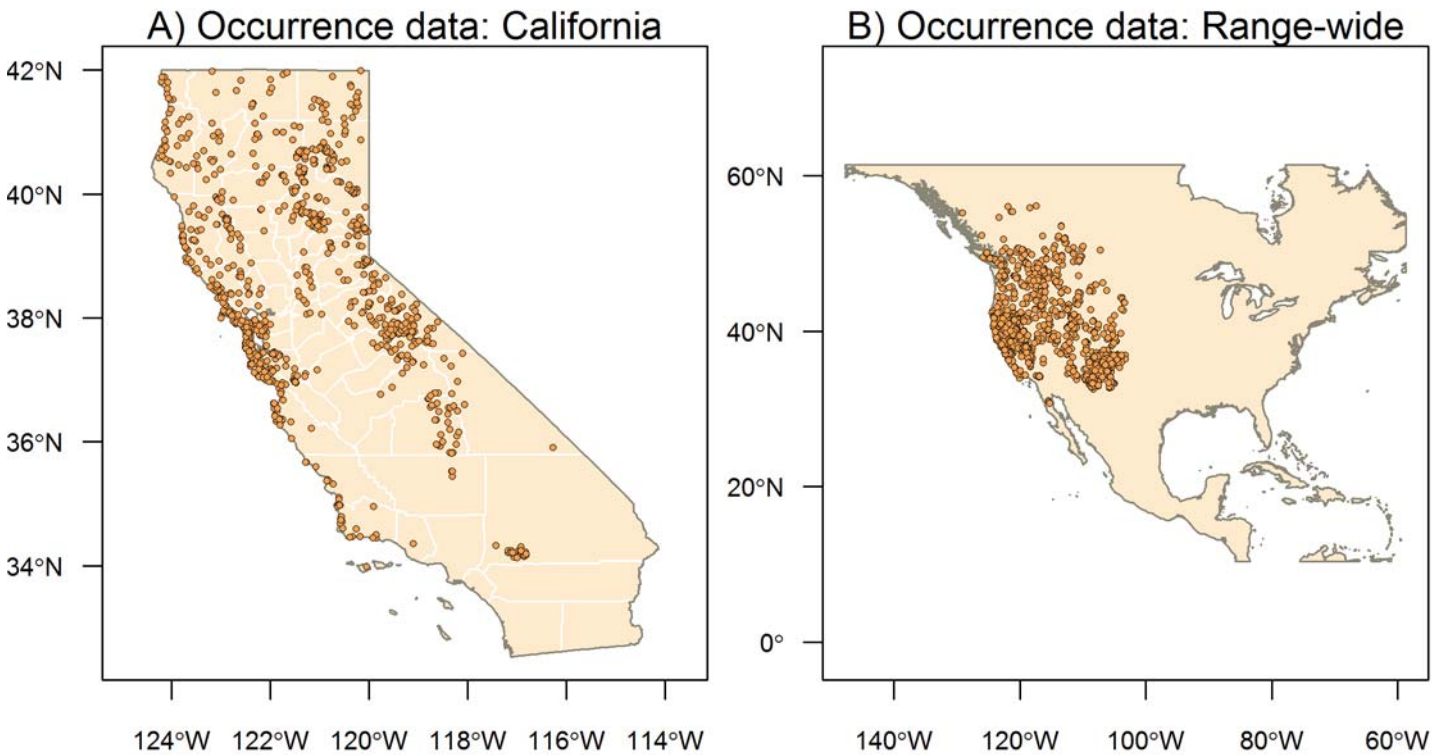 A) Occurrence data: California
42°N
40°N
38°N
36°N
34°N
124°W 122°W 120°W 118°W 116°W 114°W
B) Occurrence data: Range-wide
60°N
40°N
20°N
0°
140°W 120°W 100°W 80°W 60°W